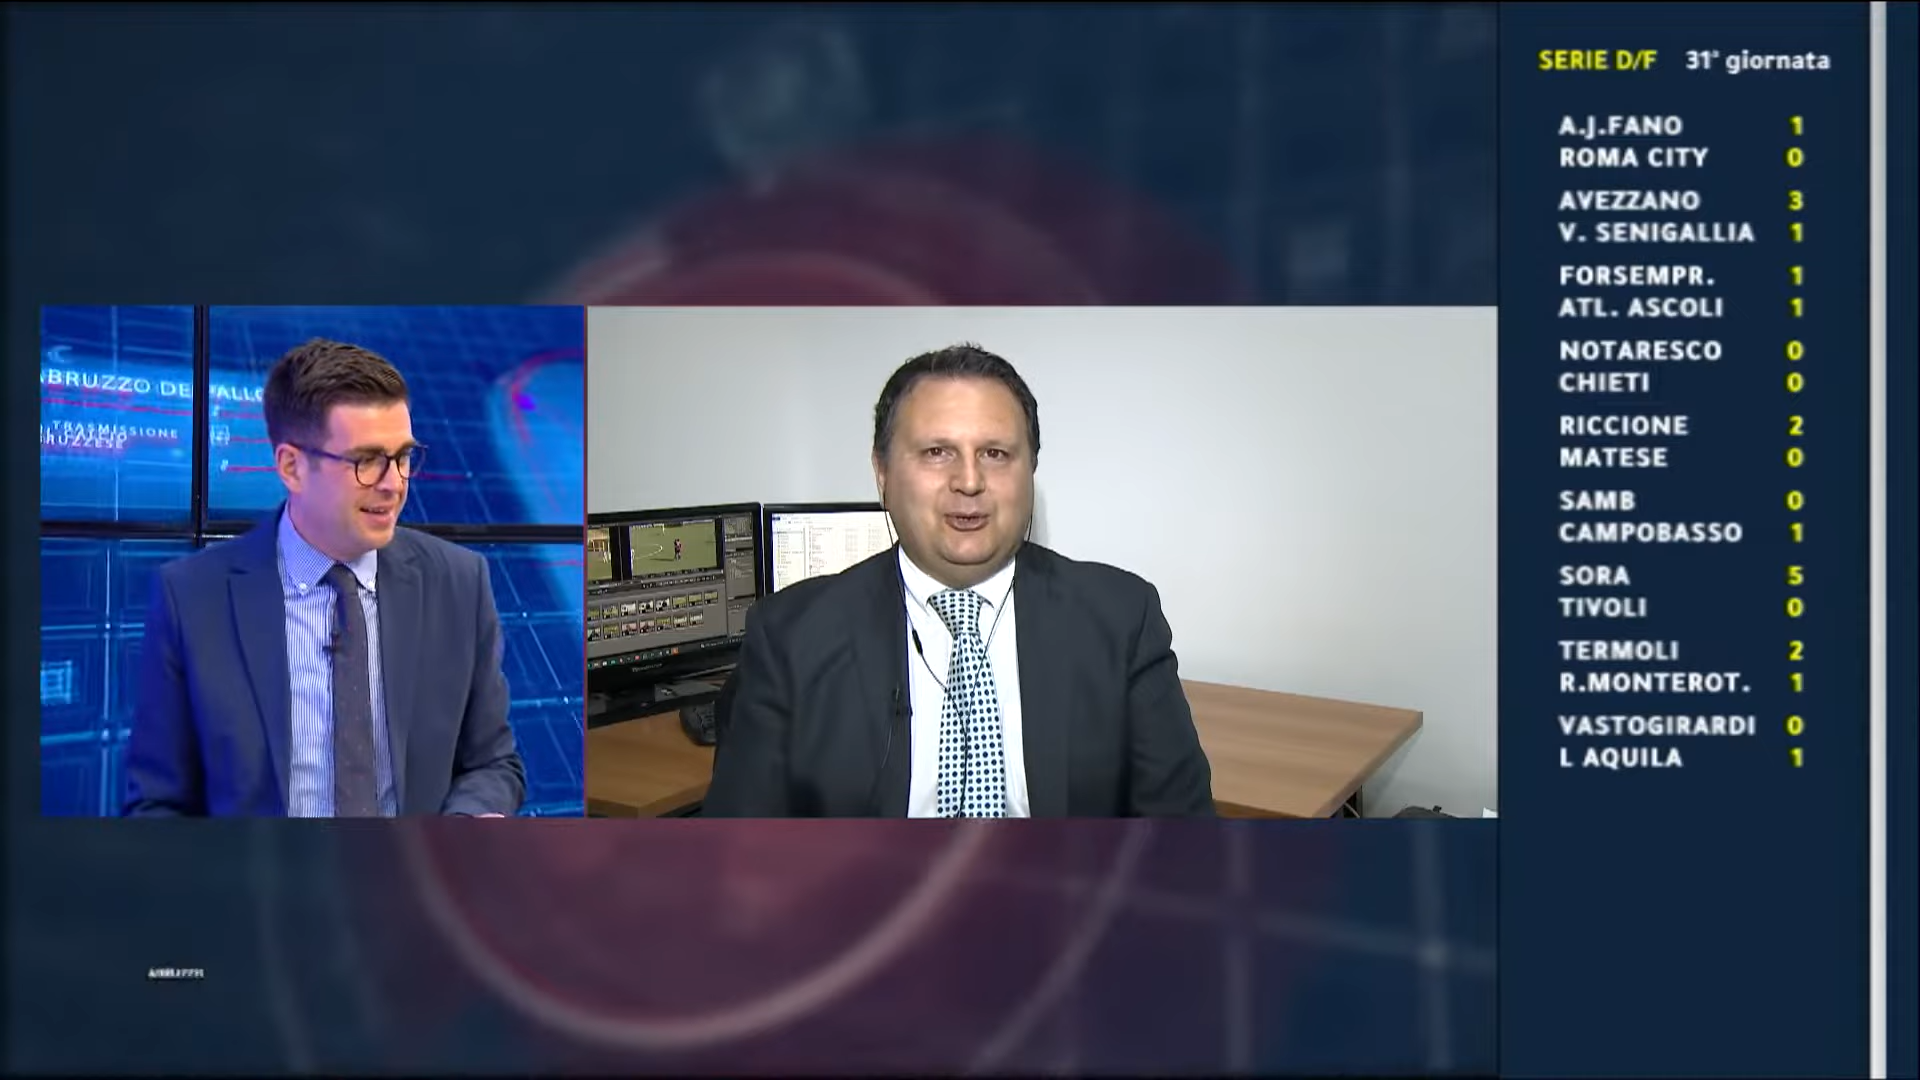 SERIE D/F 31ª giornata
A.J.FANO 1
ROMA CITY 0
AVEZZANO 3
V. SENIGALLIA 1
FORSEMPR. 1
ATL. ASCOLI 1
NOTARESCO 0
CHIETI 0
RICCIONE 2
MATESE 0
SAMB 0
CAMPOBASSO 1
SORA 5
TIVOLI 0
TERMOLI 2
R.MONTEROT. 1
VASTOGIRARDI 0
L AQUILA 1
TRASMISSIONE